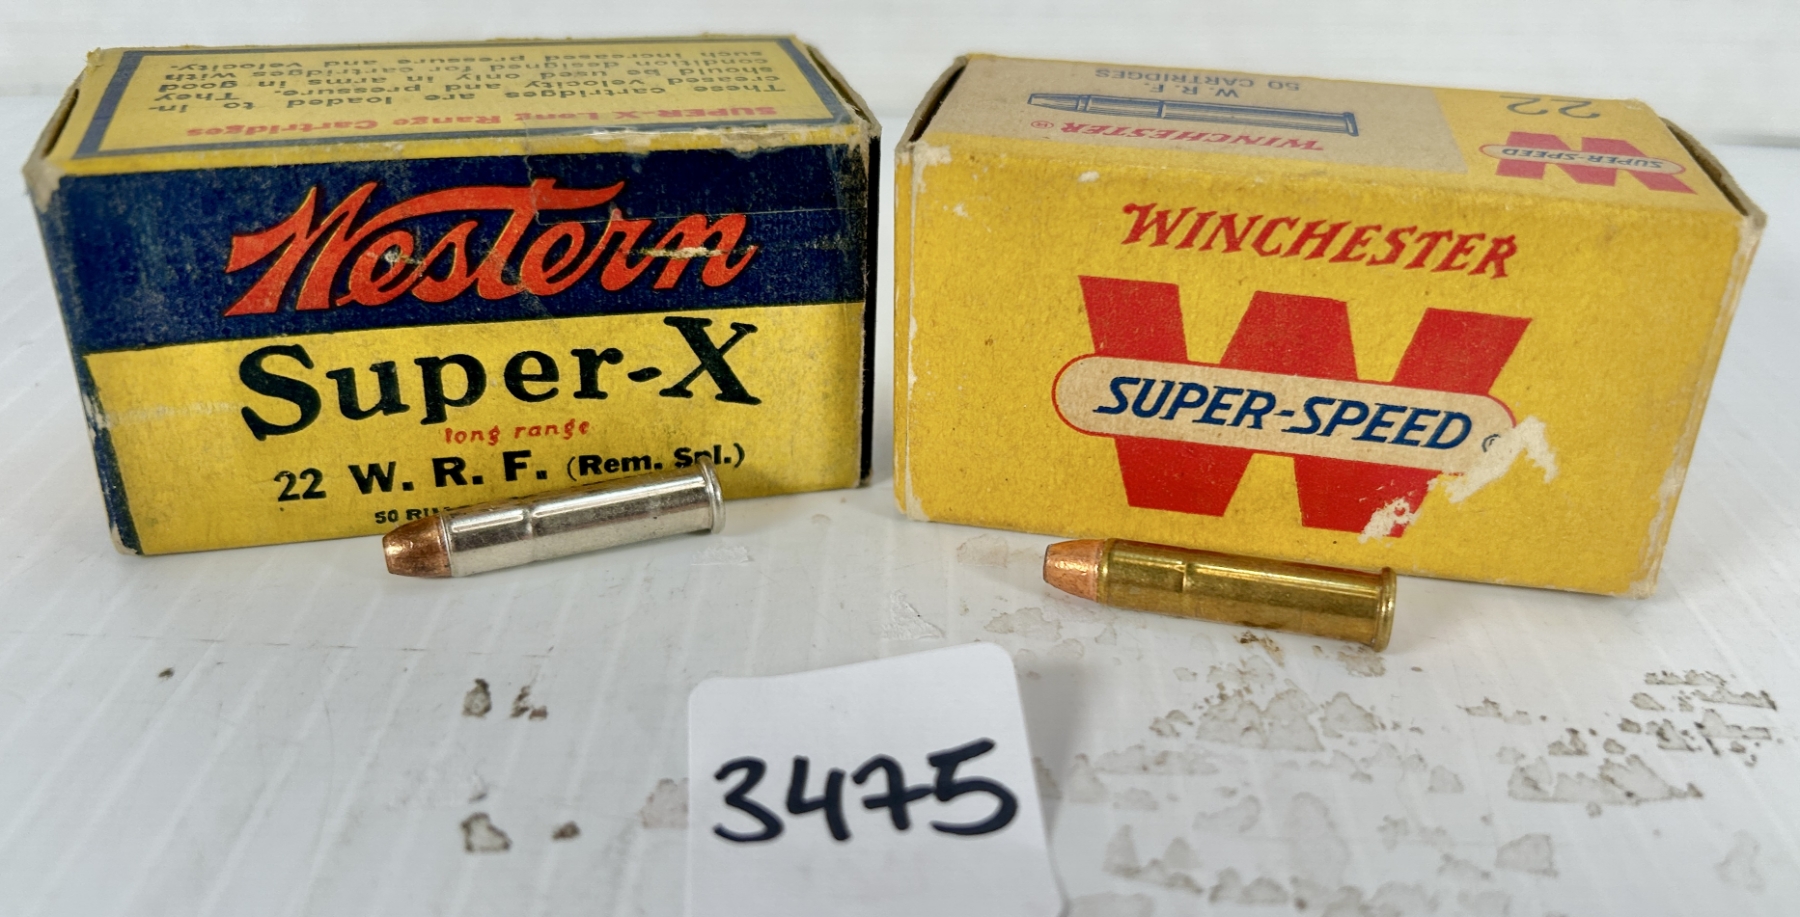 SUPER-X Long Range Cartridges
These cartridges are loaded to in-
creased velocity and pressure. They
should be used only in arms in good
condition designed for cartridges with
such increased pressure and velocity.
Western
Super-X
long range
22 W. R. F. (Rem. Spl.)
50
WINCHESTER®
W. R. F.
50 CARTRIDGES
22
SUPER-SPEED
WINCHESTER
SUPER-SPEED
3475